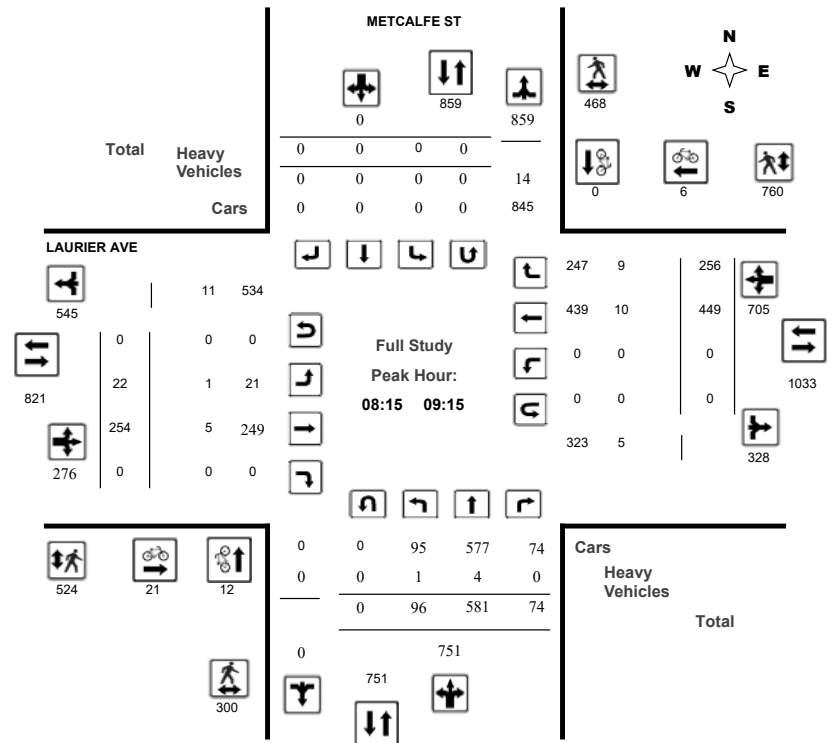 METCALFE ST
N
W E
S
859
468
0 859
Total Heavy Vehicles
0 0 0 0
0 0 0 0 14
Cars 0 0 0 0 845
0 6 760
LAURIER AVE
247 9 256
11 534
545
439 10 449 705
0 0 0
Full Study
Peak Hour:
08:15 09:15
0 0 0
821
22 1 21
1033
0 0 0
254 5 249
323 5
328
276 0 0 0
0 0 95 577 74
Cars
0 0 1 4 0
Heavy
Vehicles
0 96 581 74
Total
524 21 12
0 751
751
300